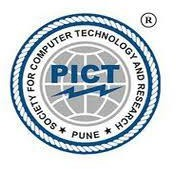 ®
SOCIETY FOR COMPUTER TECHNOLOGY AND RESEARCH
PICT
* PUNE *